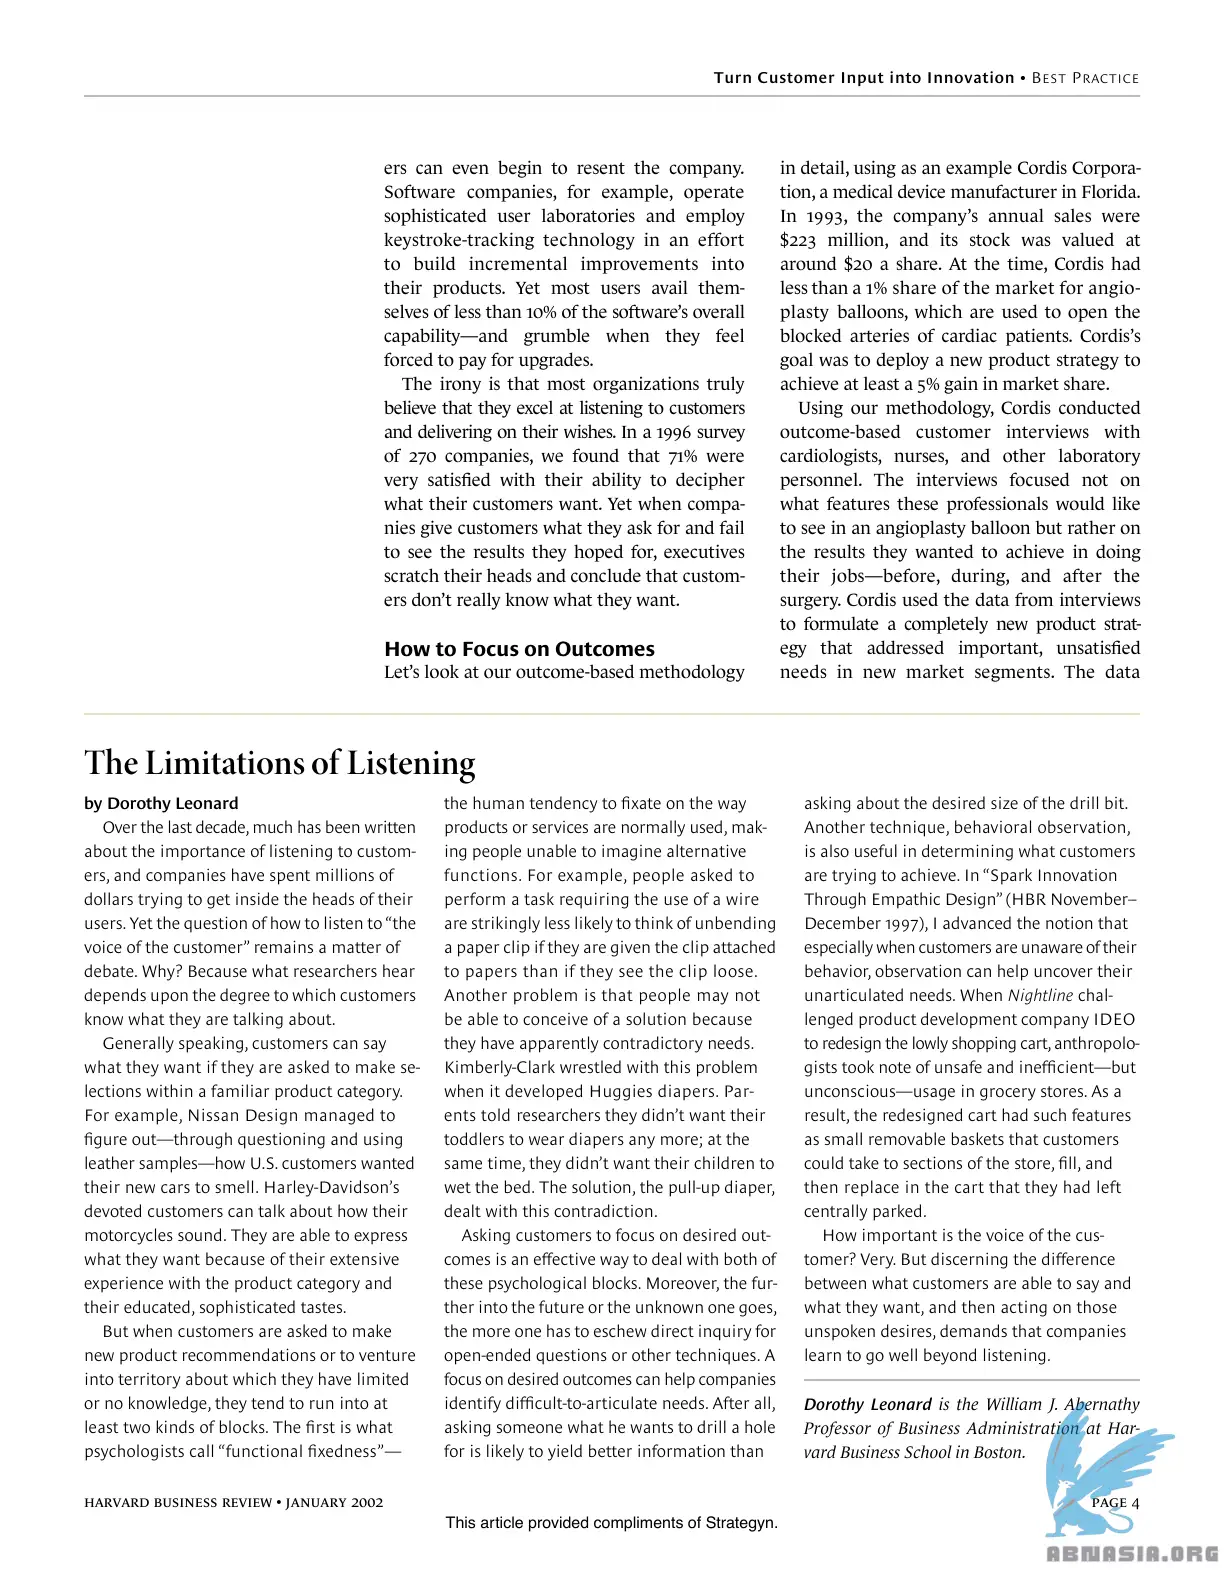 Turn Customer Input into Innovation • BEST PRACTICE
ers can even begin to resent the company.
Software companies, for example, operate
sophisticated user laboratories and employ
keystroke-tracking technology in an effort
to build incremental improvements into
their products. Yet most users avail them-
selves of less than 10% of the software’s overall
capability—and grumble when they feel
forced to pay for upgrades.
The irony is that most organizations truly
believe that they excel at listening to customers
and delivering on their wishes. In a 1996 survey
of 270 companies, we found that 71% were
very satisfied with their ability to decipher
what their customers want. Yet when compa-
nies give customers what they ask for and fail
to see the results they hoped for, executives
scratch their heads and conclude that custom-
ers don’t really know what they want.
How to Focus on Outcomes
Let’s look at our outcome-based methodology
in detail, using as an example Cordis Corpora-
tion, a medical device manufacturer in Florida.
In 1993, the company’s annual sales were
$223 million, and its stock was valued at
around $20 a share. At the time, Cordis had
less than a 1% share of the market for angio-
plasty balloons, which are used to open the
blocked arteries of cardiac patients. Cordis’s
goal was to deploy a new product strategy to
achieve at least a 5% gain in market share.
Using our methodology, Cordis conducted
outcome-based customer interviews with
cardiologists, nurses, and other laboratory
personnel. The interviews focused not on
what features these professionals would like
to see in an angioplasty balloon but rather on
the results they wanted to achieve in doing
their jobs—before, during, and after the
surgery. Cordis used the data from interviews
to formulate a completely new product strat-
egy that addressed important, unsatisfied
needs in new market segments. The data
The Limitations of Listening
by Dorothy Leonard
Over the last decade, much has been written
about the importance of listening to custom-
ers, and companies have spent millions of
dollars trying to get inside the heads of their
users. Yet the question of how to listen to “the
voice of the customer” remains a matter of
debate. Why? Because what researchers hear
depends upon the degree to which customers
know what they are talking about.
Generally speaking, customers can say
what they want if they are asked to make se-
lections within a familiar product category.
For example, Nissan Design managed to
figure out—through questioning and using
leather samples—how U.S. customers wanted
their new cars to smell. Harley-Davidson’s
devoted customers can talk about how their
motorcycles sound. They are able to express
what they want because of their extensive
experience with the product category and
their educated, sophisticated tastes.
But when customers are asked to make
new product recommendations or to venture
into territory about which they have limited
or no knowledge, they tend to run into at
least two kinds of blocks. The first is what
psychologists call “functional fixedness”—
the human tendency to fixate on the way
products or services are normally used, mak-
ing people unable to imagine alternative
functions. For example, people asked to
perform a task requiring the use of a wire
are strikingly less likely to think of unbending
a paper clip if they are given the clip attached
to papers than if they see the clip loose.
Another problem is that people may not
be able to conceive of a solution because
they have apparently contradictory needs.
Kimberly-Clark wrestled with this problem
when it developed Huggies diapers. Par-
ents told researchers they didn’t want their
toddlers to wear diapers any more; at the
same time, they didn’t want their children to
wet the bed. The solution, the pull-up diaper,
dealt with this contradiction.
Asking customers to focus on desired out-
comes is an effective way to deal with both of
these psychological blocks. Moreover, the fur-
ther into the future or the unknown one goes,
the more one has to eschew direct inquiry for
open-ended questions or other techniques. A
focus on desired outcomes can help companies
identify difficult-to-articulate needs. After all,
asking someone what he wants to drill a hole
for is likely to yield better information than
asking about the desired size of the drill bit.
Another technique, behavioral observation,
is also useful in determining what customers
are trying to achieve. In “Spark Innovation
Through Empathic Design” (HBR November–
December 1997), I advanced the notion that
especially when customers are unaware of their
behavior, observation can help uncover their
unarticulated needs. When Nightline chal-
lenged product development company IDEO
to redesign the lowly shopping cart, anthropolo-
gists took note of unsafe and inefficient—but
unconscious—usage in grocery stores. As a
result, the redesigned cart had such features
as small removable baskets that customers
could take to sections of the store, fill, and
then replace in the cart that they had left
centrally parked.
How important is the voice of the cus-
tomer? Very. But discerning the difference
between what customers are able to say and
what they want, and then acting on those
unspoken desires, demands that companies
learn to go well beyond listening.
Dorothy Leonard is the William J. Abernathy
Professor of Business Administration at Har-
vard Business School in Boston.
HARVARD BUSINESS REVIEW • JANUARY 2002
PAGE 4
This article provided compliments of Strategyn.
ABNASIA.ORG